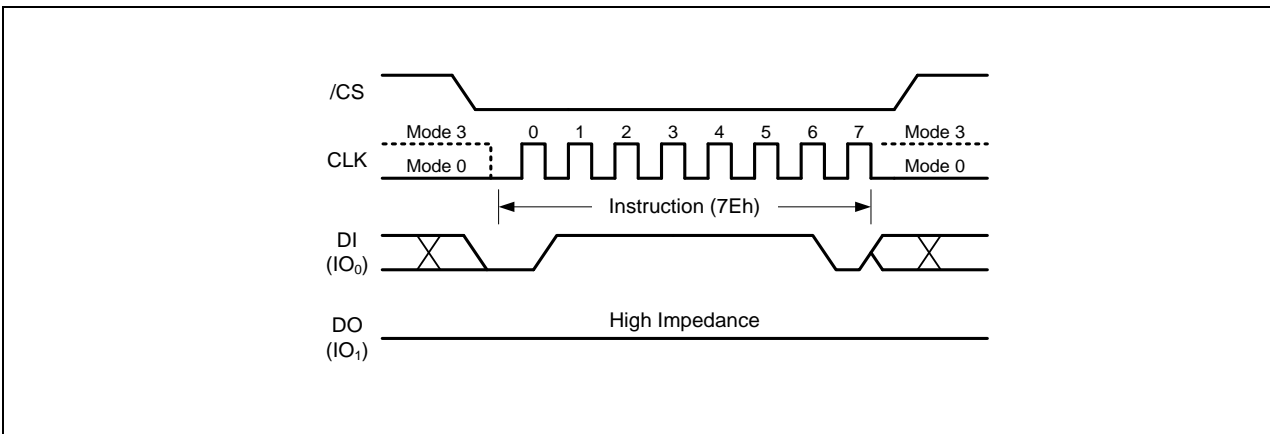 /CS
Mode 3 0 1 2 3 4 5 6 7 Mode 3
CLK
Mode 0 Mode 0
Instruction (7Eh)
DI
(IO₀)
High Impedance
DO
(IO₁)